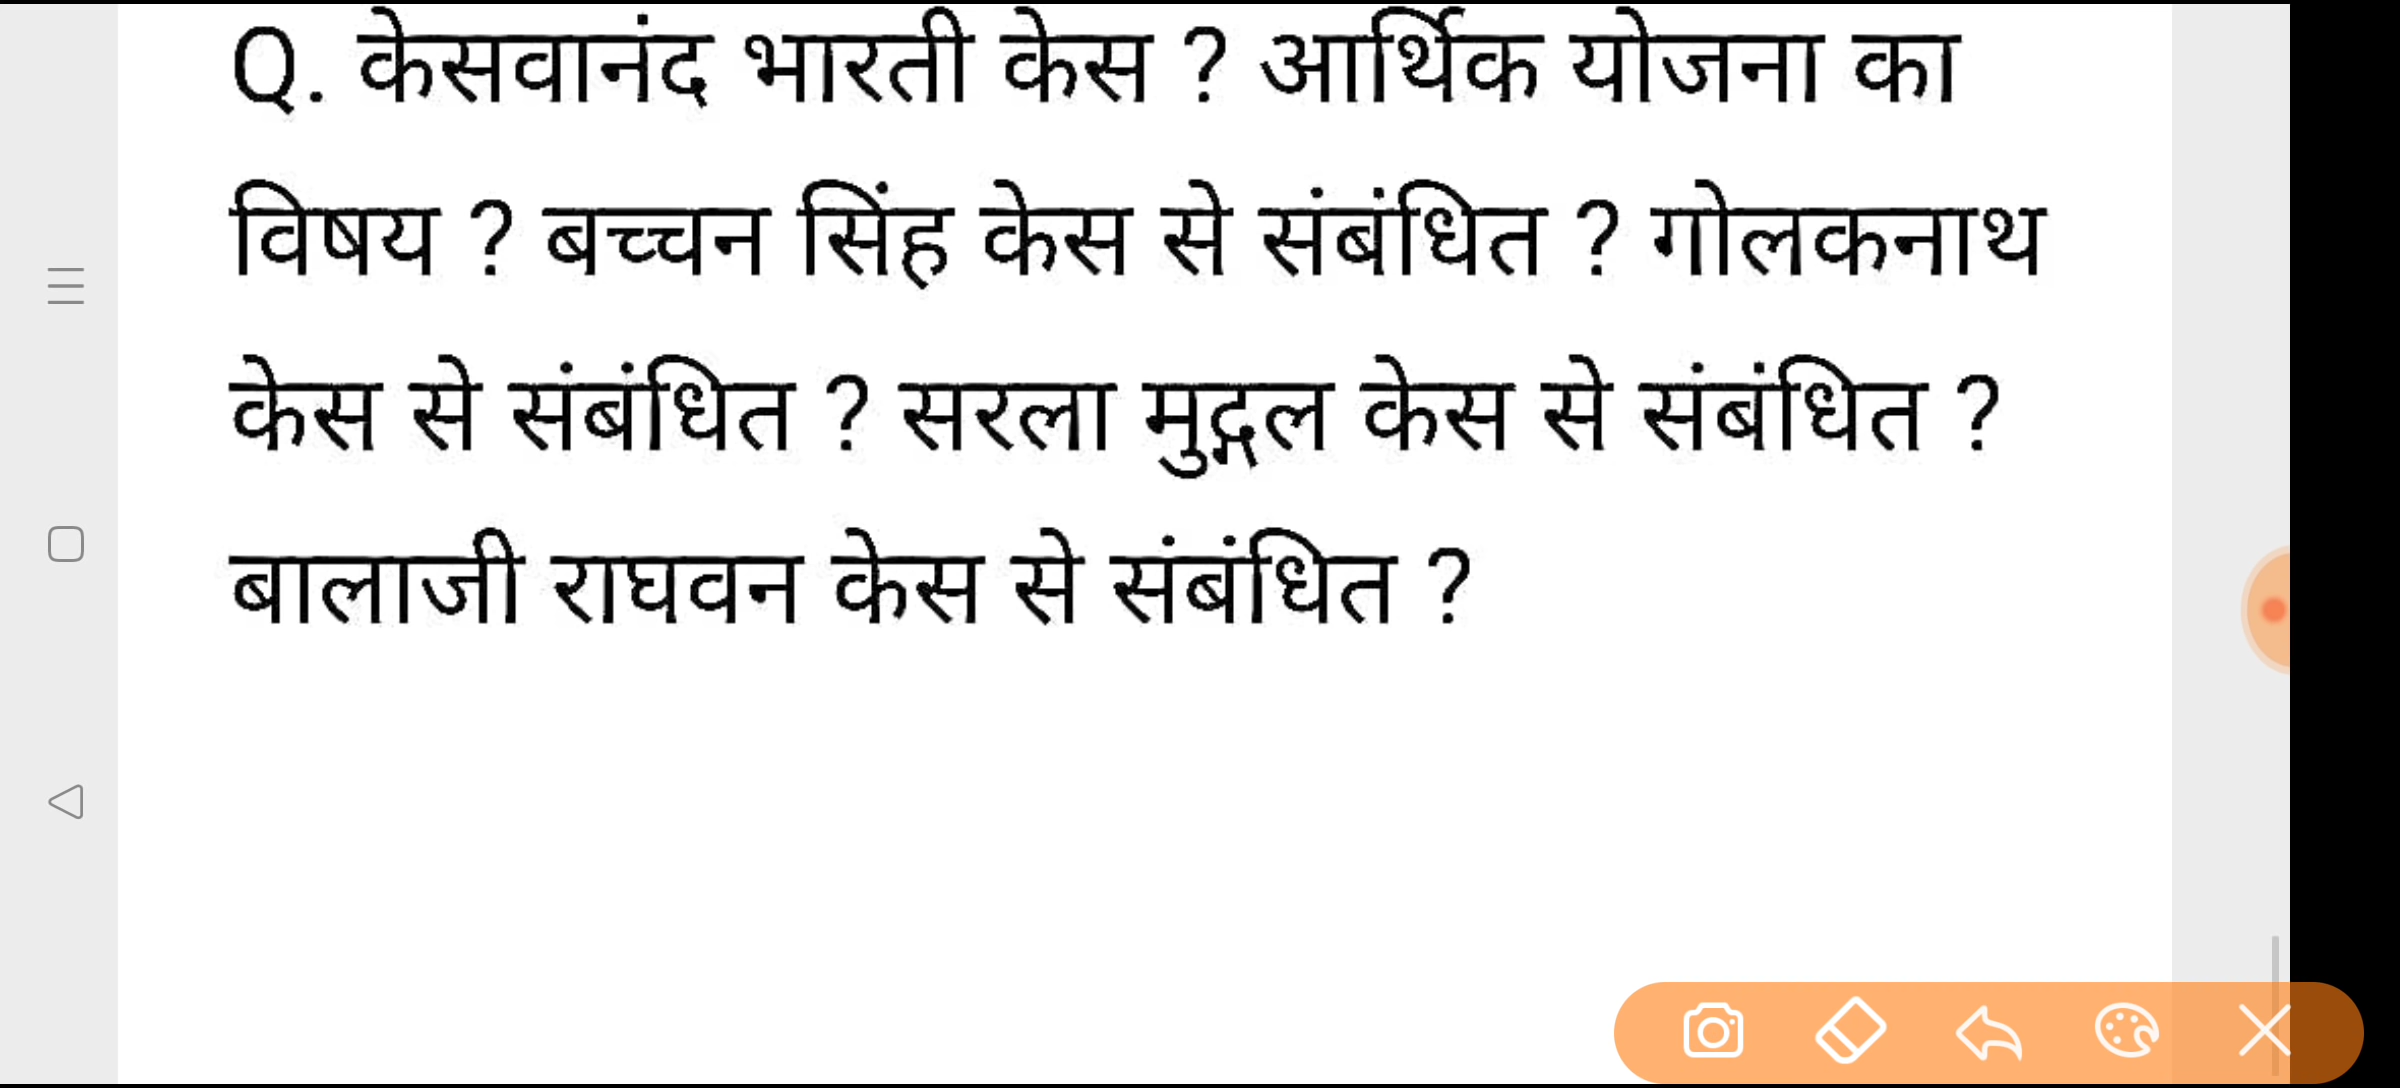 Q. केसवानंद भारती केस ? आर्थिक योजना का
विषय ? बच्चन सिंह केस से संबंधित ? गोलकनाथ
केस से संबंधित ? सरला मुद्गल केस से संबंधित ?
बालाजी राघवन केस से संबंधित ?